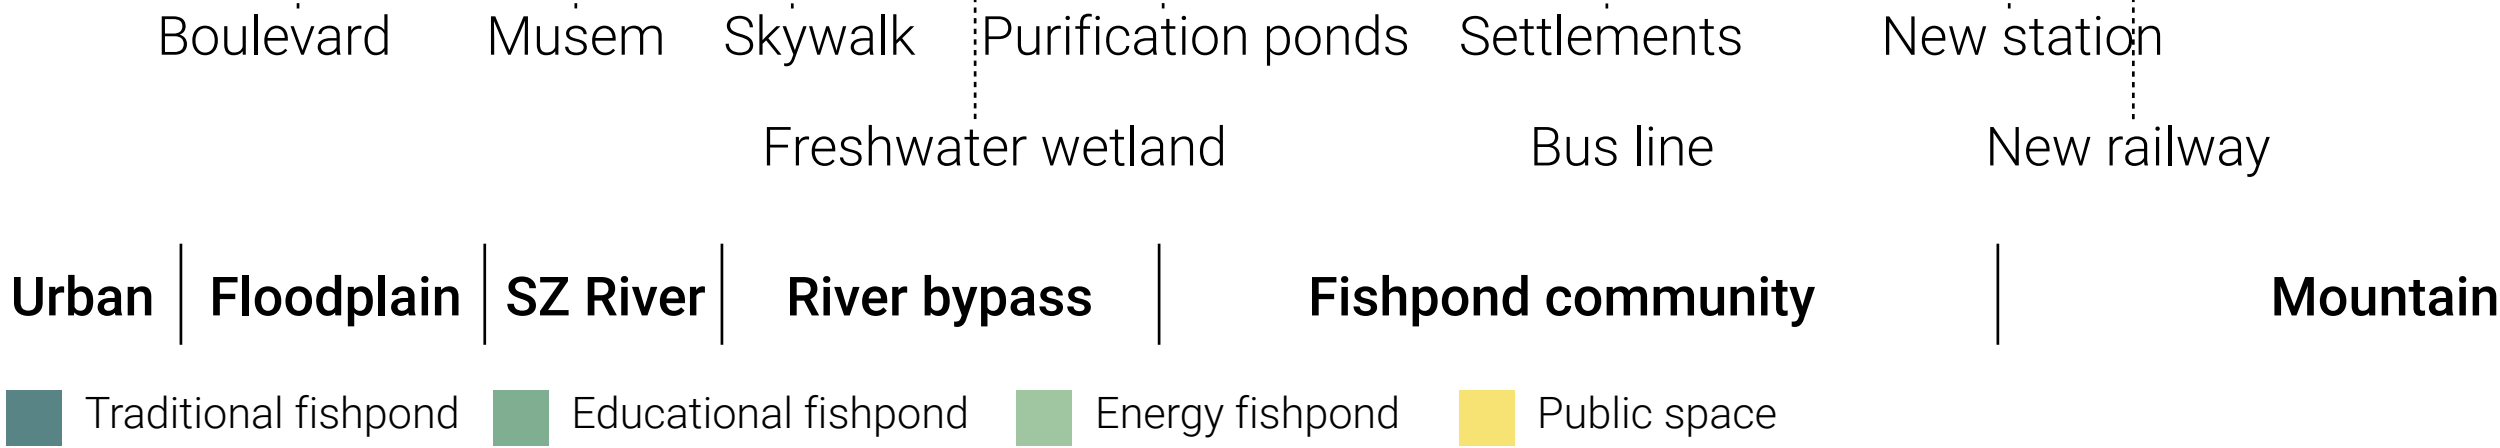 Boulevard Museum Skywalk Purification ponds Settlements New station
Freshwater wetland Bus line New railway
Urban Floodplain SZ River River bypass Fishpond community Mountain
Traditional fishpond Educational fishpond Energy fishpond Public space